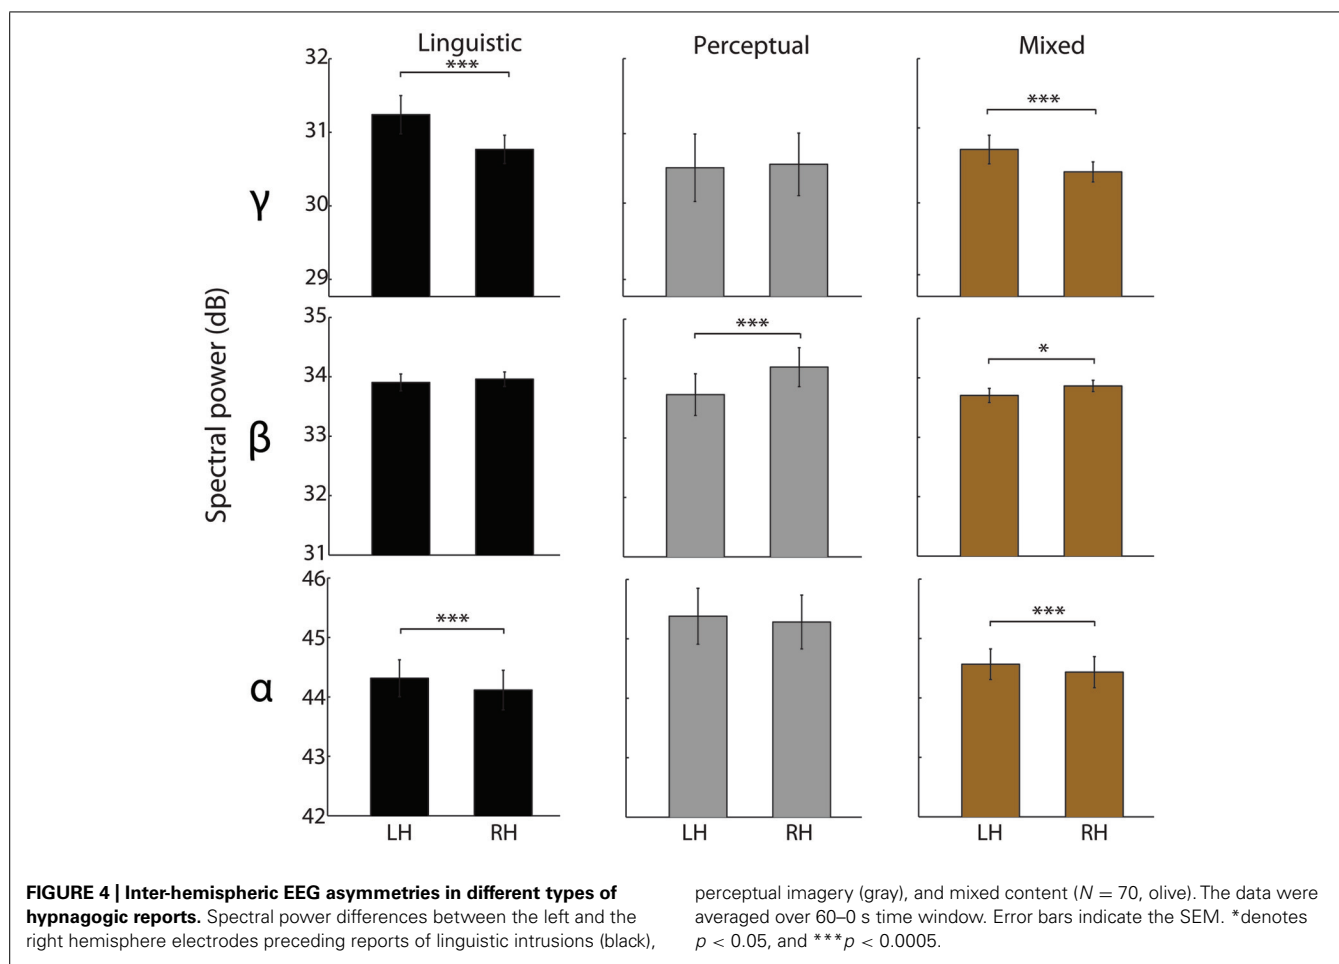 Linguistic
Perceptual
Mixed
Spectral power (dB)
γ
32
31
30
29
***
***
β
35
34
33
32
31
***
*
α
46
45
44
43
42
***
***
LH RH
LH RH
LH RH
FIGURE 4 | Inter-hemispheric EEG asymmetries in different types of
hypnagogic reports. Spectral power differences between the left and the
right hemisphere electrodes preceding reports of linguistic intrusions (black),
perceptual imagery (gray), and mixed content (N = 70, olive). The data were
averaged over 60–0 s time window. Error bars indicate the SEM. *denotes
p < 0.05, and ***p < 0.0005.